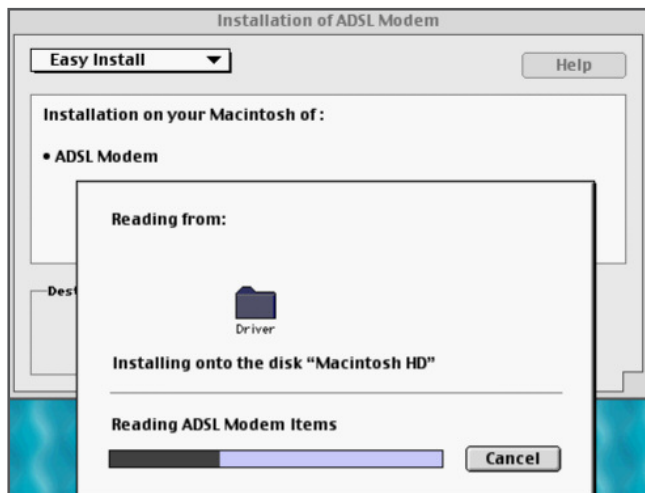 Installation of ADSL Modem
Easy Install
Help
Installation on your Macintosh of :
• ADSL Modem
Dest
Reading from:
Driver
Installing onto the disk “Macintosh HD”
Reading ADSL Modem Items
Cancel